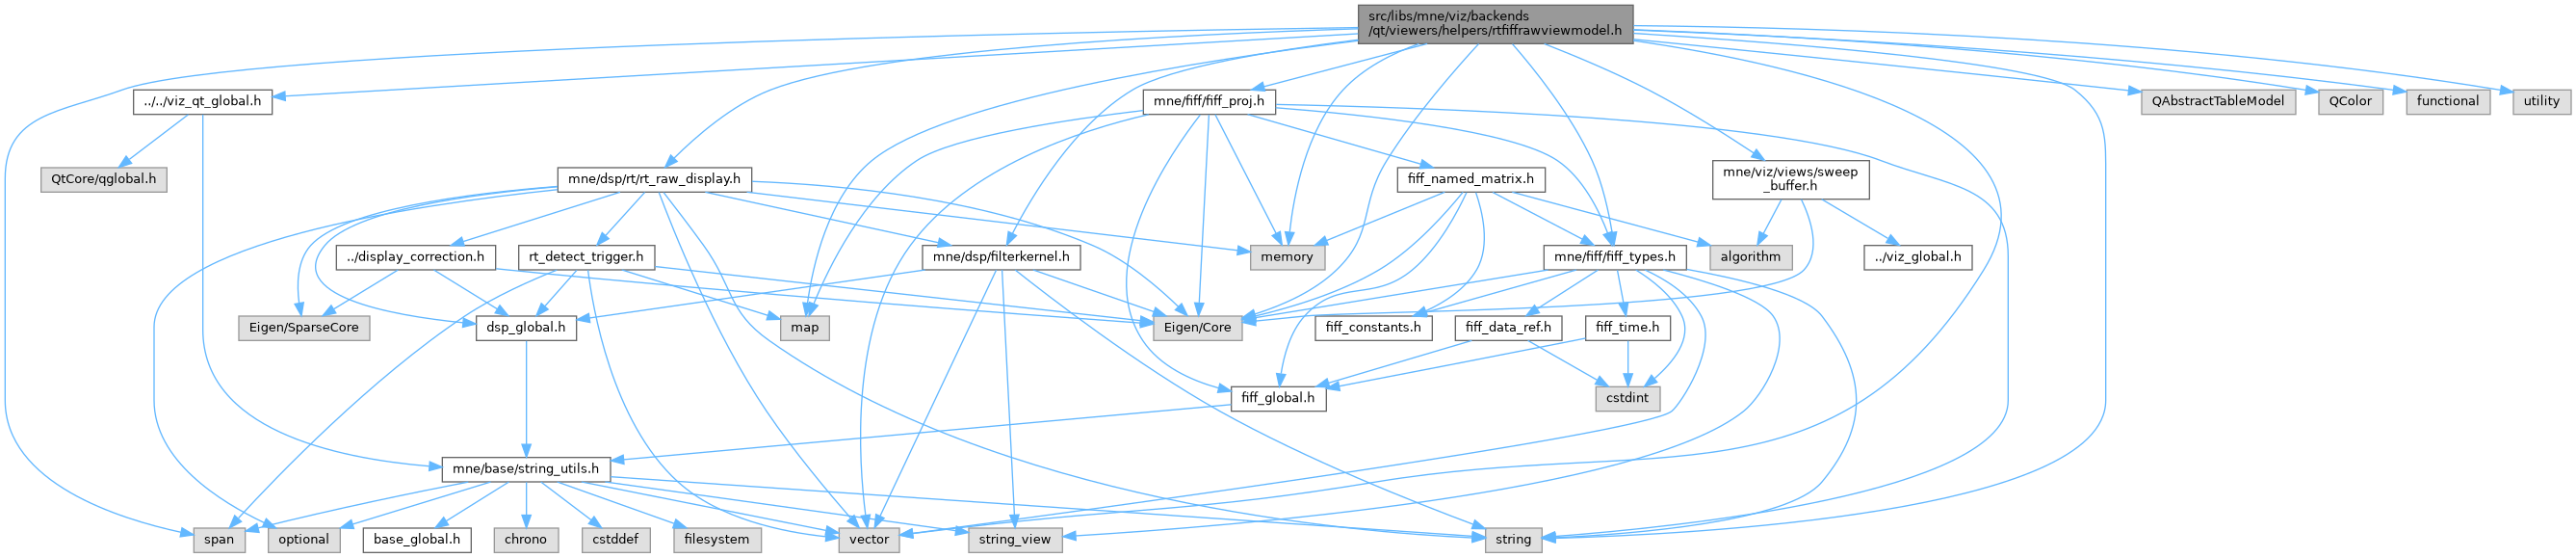 src/libs/mne/viz/backends
/qt/viewers/helpers/rtfiffrawviewmodel.h
../../viz_qt_global.h
mne/fiff/fiff_proj.h
QAbstractTableModel
QColor
functional
utility
QtCore/qglobal.h
mne/dsp/rt/rt_raw_display.h
fiff_named_matrix.h
mne/viz/views/sweep
_buffer.h
../display_correction.h
rt_detect_trigger.h
mne/dsp/filterkernel.h
memory
mne/fiff/fiff_types.h
algorithm
../viz_global.h
Eigen/SparseCore
dsp_global.h
map
Eigen/Core
fiff_constants.h
fiff_data_ref.h
fiff_time.h
fiff_global.h
cstdint
mne/base/string_utils.h
span
optional
base_global.h
chrono
cstddef
filesystem
vector
string_view
string